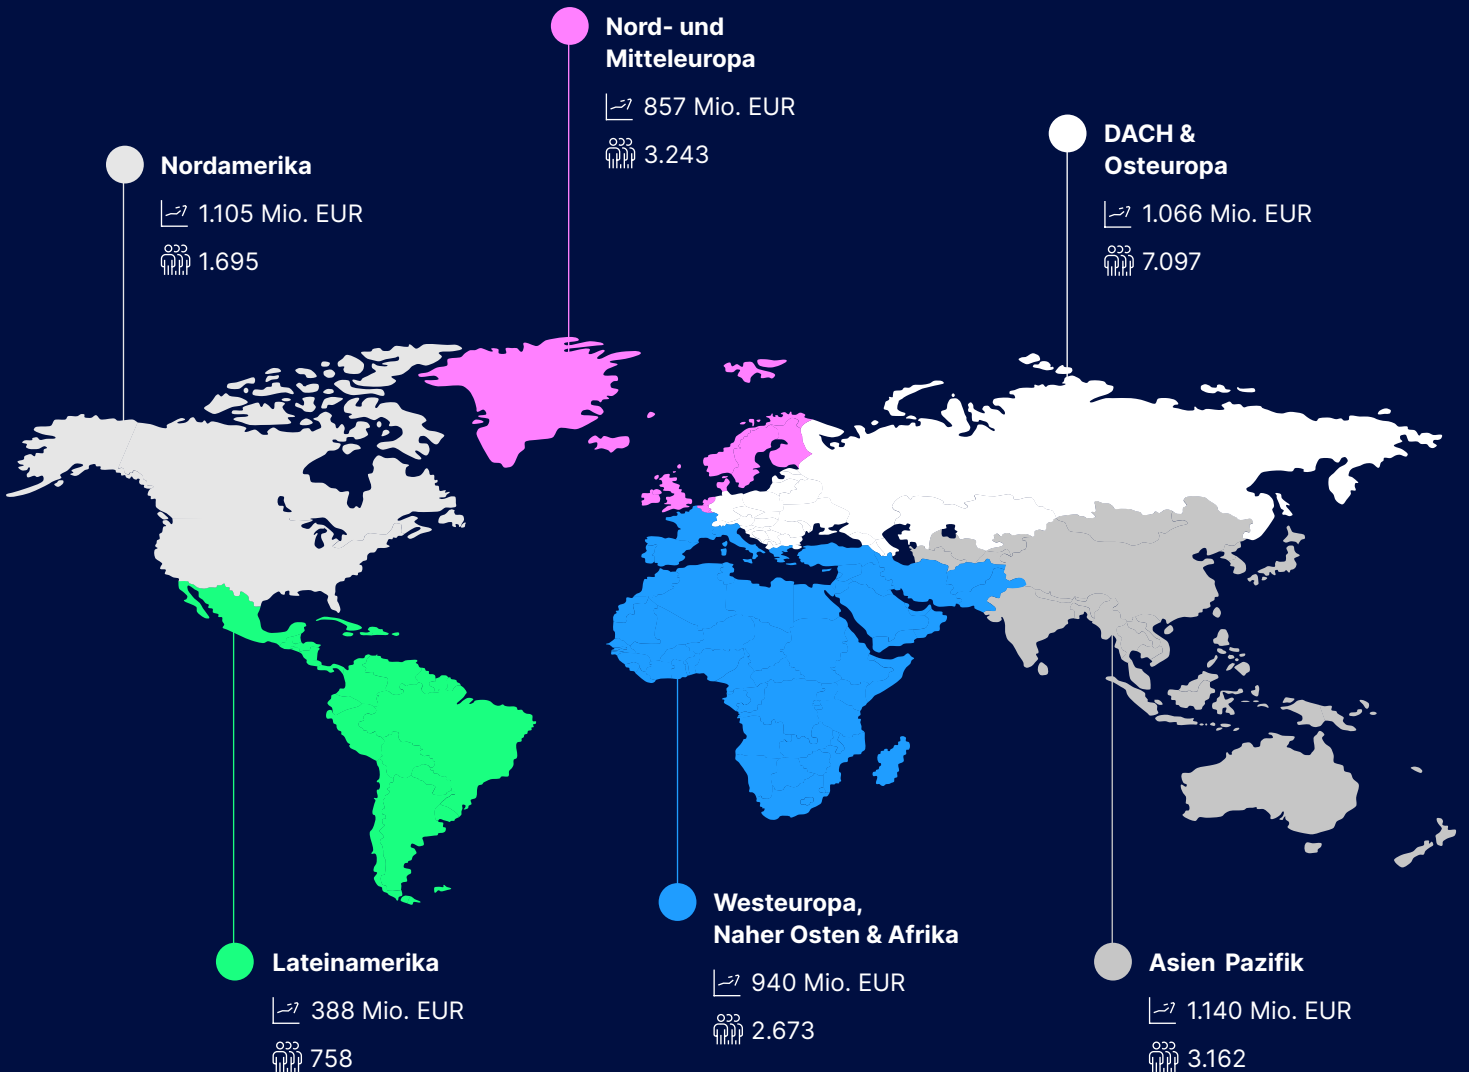 Nord- und
Mitteleuropa
857 Mio. EUR
3.243
DACH &
Osteuropa
1.066 Mio. EUR
7.097
Nordamerika
1.105 Mio. EUR
1.695
Westeuropa,
Naher Osten & Afrika
940 Mio. EUR
2.673
Lateinamerika
388 Mio. EUR
758
Asien Pazifik
1.140 Mio. EUR
3.162